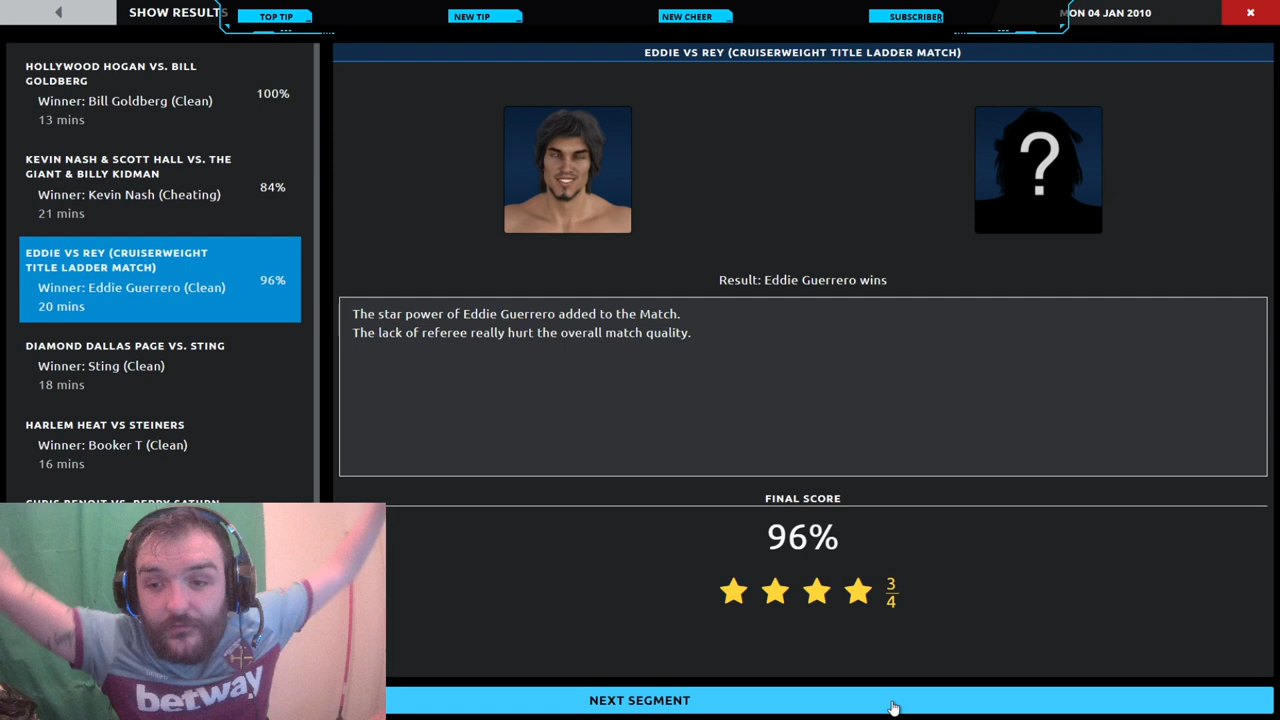 SHOW RESULTS
TOP TIP
NEW TIP
NEW CHEER
SUBSCRIBER
MON 04 JAN 2010
HOLLYWOOD HOGAN VS. BILL
GOLDBERG
Winner: Bill Goldberg (Clean)
13 mins
100%
KEVIN NASH & SCOTT HALL VS. THE
GIANT & BILLY KIDMAN
Winner: Kevin Nash (Cheating)
21 mins
84%
EDDIE VS REY (CRUISERWEIGHT
TITLE LADDER MATCH)
Winner: Eddie Guerrero (Clean)
20 mins
96%
DIAMOND DALLAS PAGE VS. STING
Winner: Sting (Clean)
18 mins
HARLEM HEAT VS STEINERS
Winner: Booker T (Clean)
16 mins
CHRIS BENOIT VS. PERRY SATURN
EDDIE VS REY (CRUISERWEIGHT TITLE LADDER MATCH)
?
Result: Eddie Guerrero wins
The star power of Eddie Guerrero added to the Match.
The lack of referee really hurt the overall match quality.
FINAL SCORE
96%
3
4
NEXT SEGMENT
betway